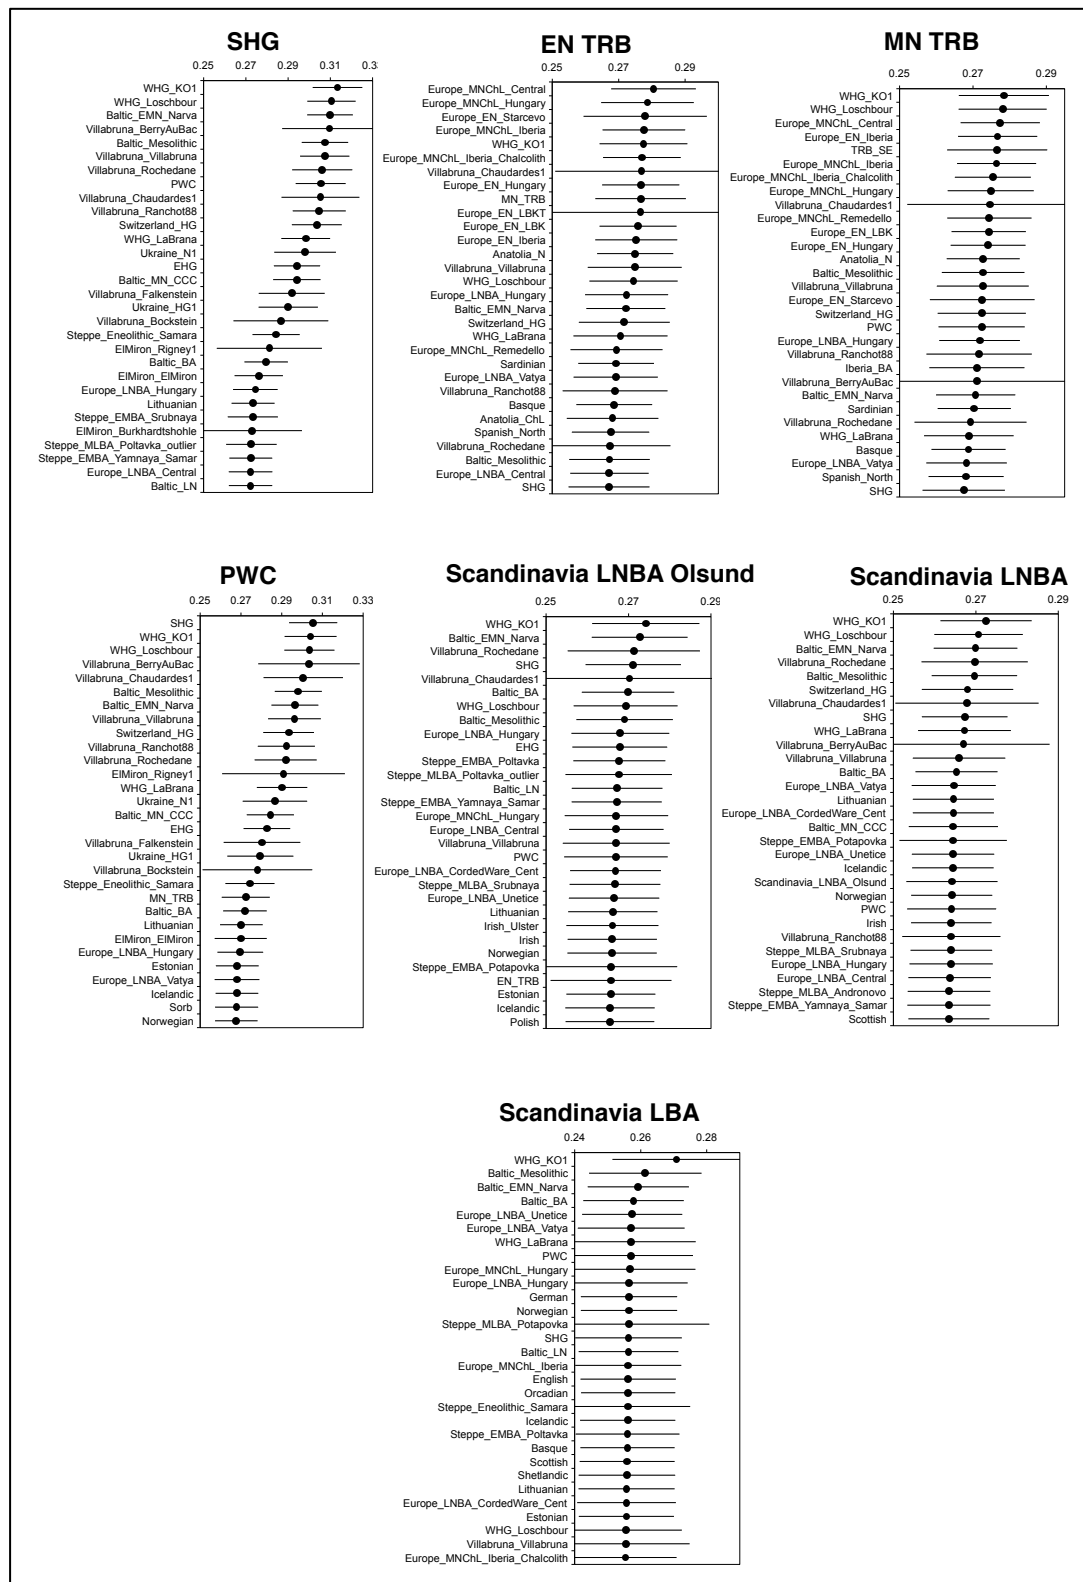 SHG
0.25 0.27 0.29 0.31 0.3
WHG_KO1
WHG_Loschbour
Baltic_EMN_Narva
Villabruna_BerryAuBac
Baltic_Mesolithic
Villabruna_Villabruna
Villabruna_Rochedane
PWC
Villabruna_Chaudardes1
Villabruna_Ranchot88
Switzerland_HG
WHG_LaBrana
Ukraine_N1
EHG
Baltic_MN_CCC
Villabruna_Falkenstein
Ukraine_HG1
Villabruna_Bockstein
Steppe_Eneolithic_Samara
ElMiron_Rigney1
Baltic_BA
ElMiron_ElMiron
Europe_LNBA_Hungary
Lithuanian
Steppe_EMBA_Srubnaya
ElMiron_Burkhardtshohle
Steppe_MLBA_Poltavka_outlier
Steppe_EMBA_Yamnaya_Samar
Europe_LNBA_Central
Baltic_LN
EN TRB
0.25 0.27 0.29
Europe_MNChL_Central
Europe_MNChL_Hungary
Europe_EN_Starcevo
Europe_MNChL_Iberia
WHG_KO1
Europe_MNChL_Iberia_Chalcolith
Villabruna_Chaudardes1
Europe_EN_Hungary
MN_TRB
Europe_EN_LBKT
Europe_EN_LBK
Europe_EN_Iberia
Anatolia_N
Villabruna_Villabruna
WHG_Loschbour
Europe_LNBA_Hungary
Baltic_EMN_Narva
Switzerland_HG
WHG_LaBrana
Europe_MNChL_Remedello
Sardinian
Europe_LNBA_Vatya
Villabruna_Ranchot88
Basque
Anatolia_ChL
Spanish_North
Villabruna_Rochedane
Baltic_Mesolithic
Europe_LNBA_Central
SHG
MN TRB
0.25 0.27 0.29
WHG_KO1
WHG_Loschbour
Europe_MNChL_Central
Europe_EN_Iberia
TRB_SE
Europe_MNChL_Iberia
Europe_MNChL_Iberia_Chalcolith
Europe_MNChL_Hungary
Villabruna_Chaudardes1
Europe_MNChL_Remedello
Europe_EN_LBK
Europe_EN_Hungary
Anatolia_N
Baltic_Mesolithic
Villabruna_Villabruna
Europe_EN_Starcevo
Switzerland_HG
PWC
Europe_LNBA_Hungary
Villabruna_Ranchot88
Iberia_BA
Villabruna_BerryAuBac
Baltic_EMN_Narva
Sardinian
Villabruna_Rochedane
WHG_LaBrana
Basque
Europe_LNBA_Vatya
Spanish_North
SHG
PWC
0.25 0.27 0.29 0.31 0.33
SHG
WHG_KO1
WHG_Loschbour
Villabruna_BerryAuBac
Villabruna_Chaudardes1
Baltic_Mesolithic
Baltic_EMN_Narva
Villabruna_Villabruna
Switzerland_HG
Villabruna_Ranchot88
Villabruna_Rochedane
ElMiron_Rigney1
WHG_LaBrana
Ukraine_N1
Baltic_MN_CCC
EHG
Villabruna_Falkenstein
Ukraine_HG1
Villabruna_Bockstein
Steppe_Eneolithic_Samara
MN_TRB
Baltic_BA
Lithuanian
ElMiron_ElMiron
Europe_LNBA_Hungary
Estonian
Europe_LNBA_Vatya
Icelandic
Sorb
Norwegian
Scandinavia LNBA Olsund
0.25 0.27 0.29
WHG_KO1
Baltic_EMN_Narva
Villabruna_Rochedane
SHG
Villabruna_Chaudardes1
Baltic_BA
WHG_Loschbour
Baltic_Mesolithic
Europe_LNBA_Hungary
EHG
Steppe_EMBA_Poltavka
Steppe_MLBA_Poltavka_outlier
Baltic_LN
Steppe_EMBA_Yamnaya_Samar
Europe_MNChL_Hungary
Europe_LNBA_Central
Villabruna_Villabruna
PWC
Europe_LNBA_CordedWare_Cent
Steppe_MLBA_Srubnaya
Europe_LNBA_Unetice
Lithuanian
Irish_Ulster
Irish
Norwegian
Steppe_EMBA_Potapovka
EN_TRB
Estonian
Icelandic
Polish
Scandinavia LNBA
0.25 0.27 0.29
WHG_KO1
WHG_Loschbour
Baltic_EMN_Narva
Villabruna_Rochedane
Baltic_Mesolithic
Switzerland_HG
Villabruna_Chaudardes1
SHG
WHG_LaBrana
Villabruna_BerryAuBac
Villabruna_Villabruna
Baltic_BA
Europe_LNBA_Vatya
Lithuanian
Europe_LNBA_CordedWare_Cent
Baltic_MN_CCC
Steppe_EMBA_Potapovka
Europe_LNBA_Unetice
Icelandic
Scandinavia_LNBA_Olsund
Norwegian
PWC
Irish
Villabruna_Ranchot88
Steppe_MLBA_Srubnaya
Europe_LNBA_Hungary
Europe_LNBA_Central
Steppe_MLBA_Andronovo
Steppe_EMBA_Yamnaya_Samar
Scottish
Scandinavia LBA
0.24 0.26 0.28
WHG_KO1
Baltic_Mesolithic
Baltic_EMN_Narva
Baltic_BA
Europe_LNBA_Unetice
Europe_LNBA_Vatya
WHG_LaBrana
PWC
Europe_MNChL_Hungary
Europe_LNBA_Hungary
German
Norwegian
Steppe_MLBA_Potapovka
SHG
Baltic_LN
Europe_MNChL_Iberia
English
Orcadian
Steppe_Eneolithic_Samara
Icelandic
Steppe_EMBA_Poltavka
Basque
Scottish
Shetlandic
Lithuanian
Europe_LNBA_CordedWare_Cent
Estonian
WHG_Loschbour
Villabruna_Villabruna
Europe_MNChL_Iberia_Chalcolith